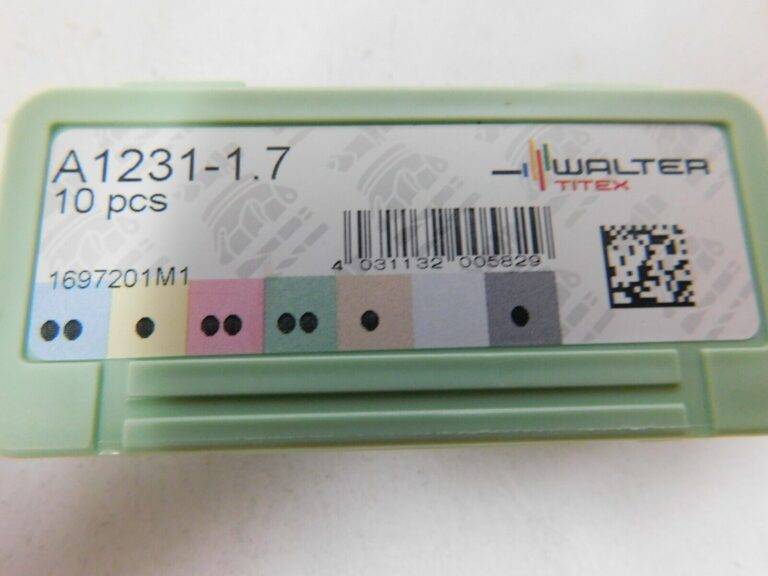 A1231-1.7
10 pcs
WALTER
TITEX
4 031132 005829
1697201M1